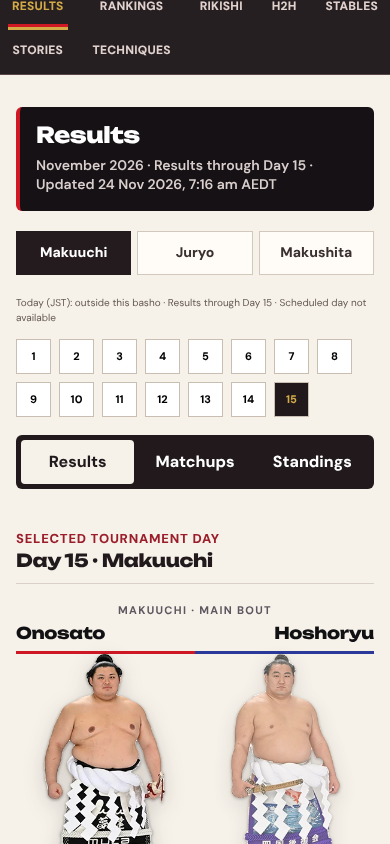 RESULTS RANKINGS RIKISHI H2H STABLES
STORIES TECHNIQUES
Results
November 2026 · Results through Day 15 ·
Updated 24 Nov 2026, 7:16 am AEDT
Makuuchi Juryo Makushita
Today (JST): outside this basho · Results through Day 15 · Scheduled day not
available
1 2 3 4 5 6 7 8
9 10 11 12 13 14 15
Results Matchups Standings
SELECTED TOURNAMENT DAY
Day 15 · Makuuchi
MAKUUCHI · MAIN BOUT
Onosato Hoshoryu